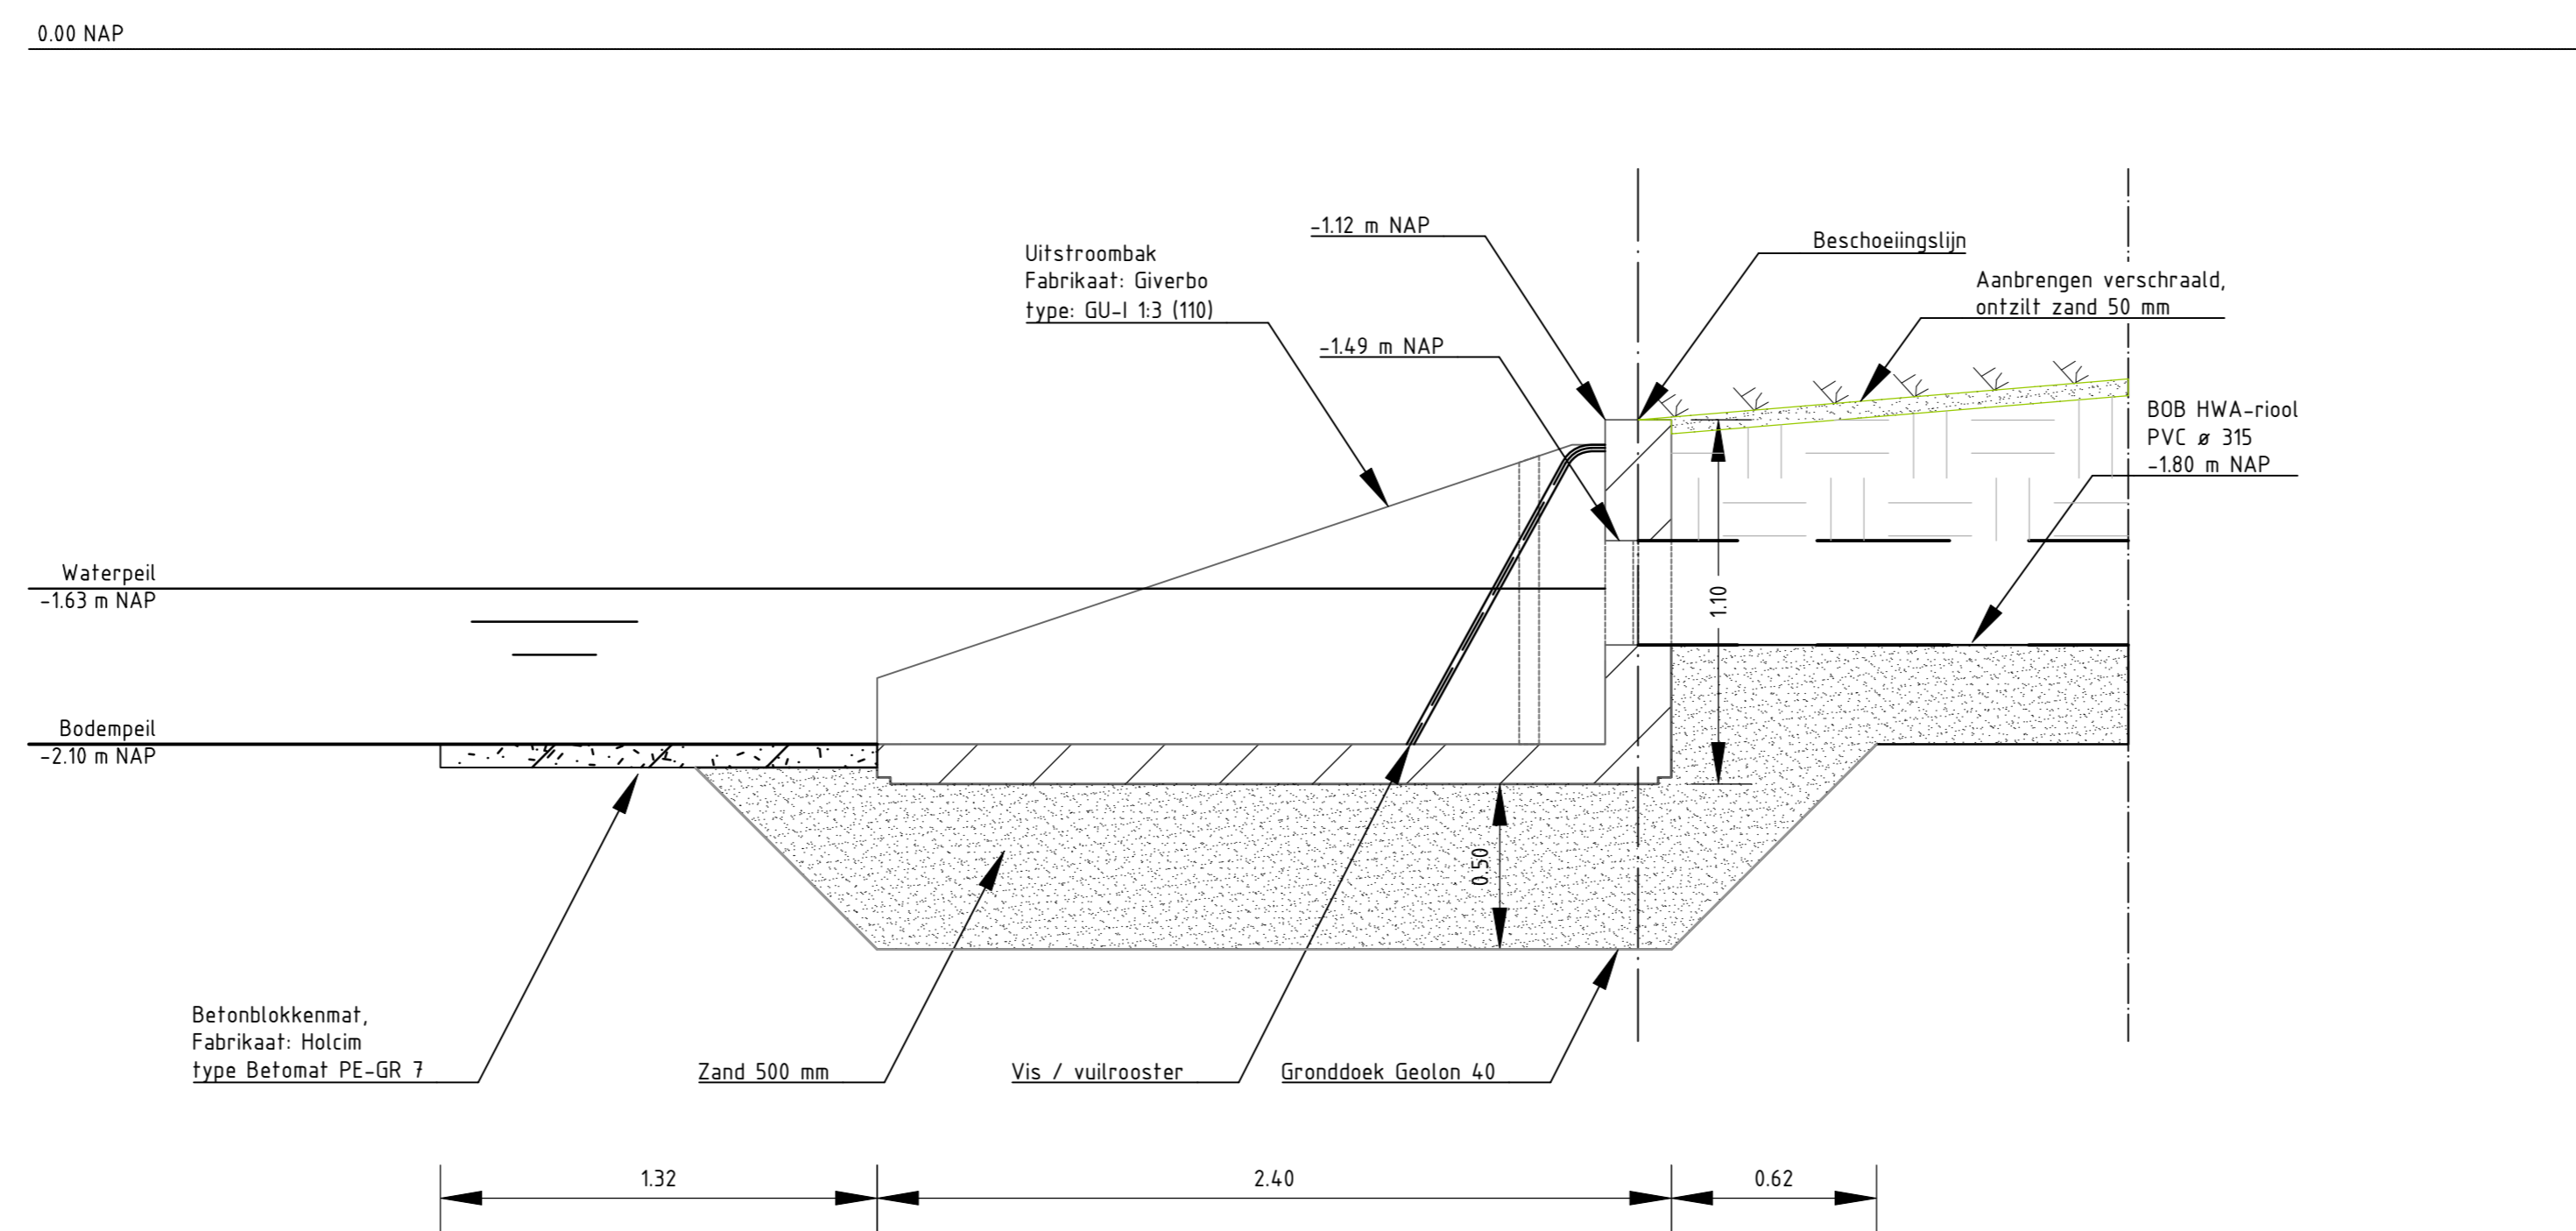 0.00 NAP
-1.12 m NAP
Beschoeiingslijn
Uitstroombak
Fabrikaat: Giverbo
type: GU-I 1:3 (110)
Aanbrengen verschraald,
ontzilt zand 50 mm
-1.49 m NAP
BOB HWA-riool
PVC ø 315
-1.80 m NAP
Waterpeil
-1.63 m NAP
1.10
Bodempeil
-2.10 m NAP
0.50
Betonblokkenmat,
Fabrikaat: Holcim
type Betomat PE-GR 7
Zand 500 mm
Vis / vuilrooster
Gronddoek Geolon 40
1.32
2.40
0.62